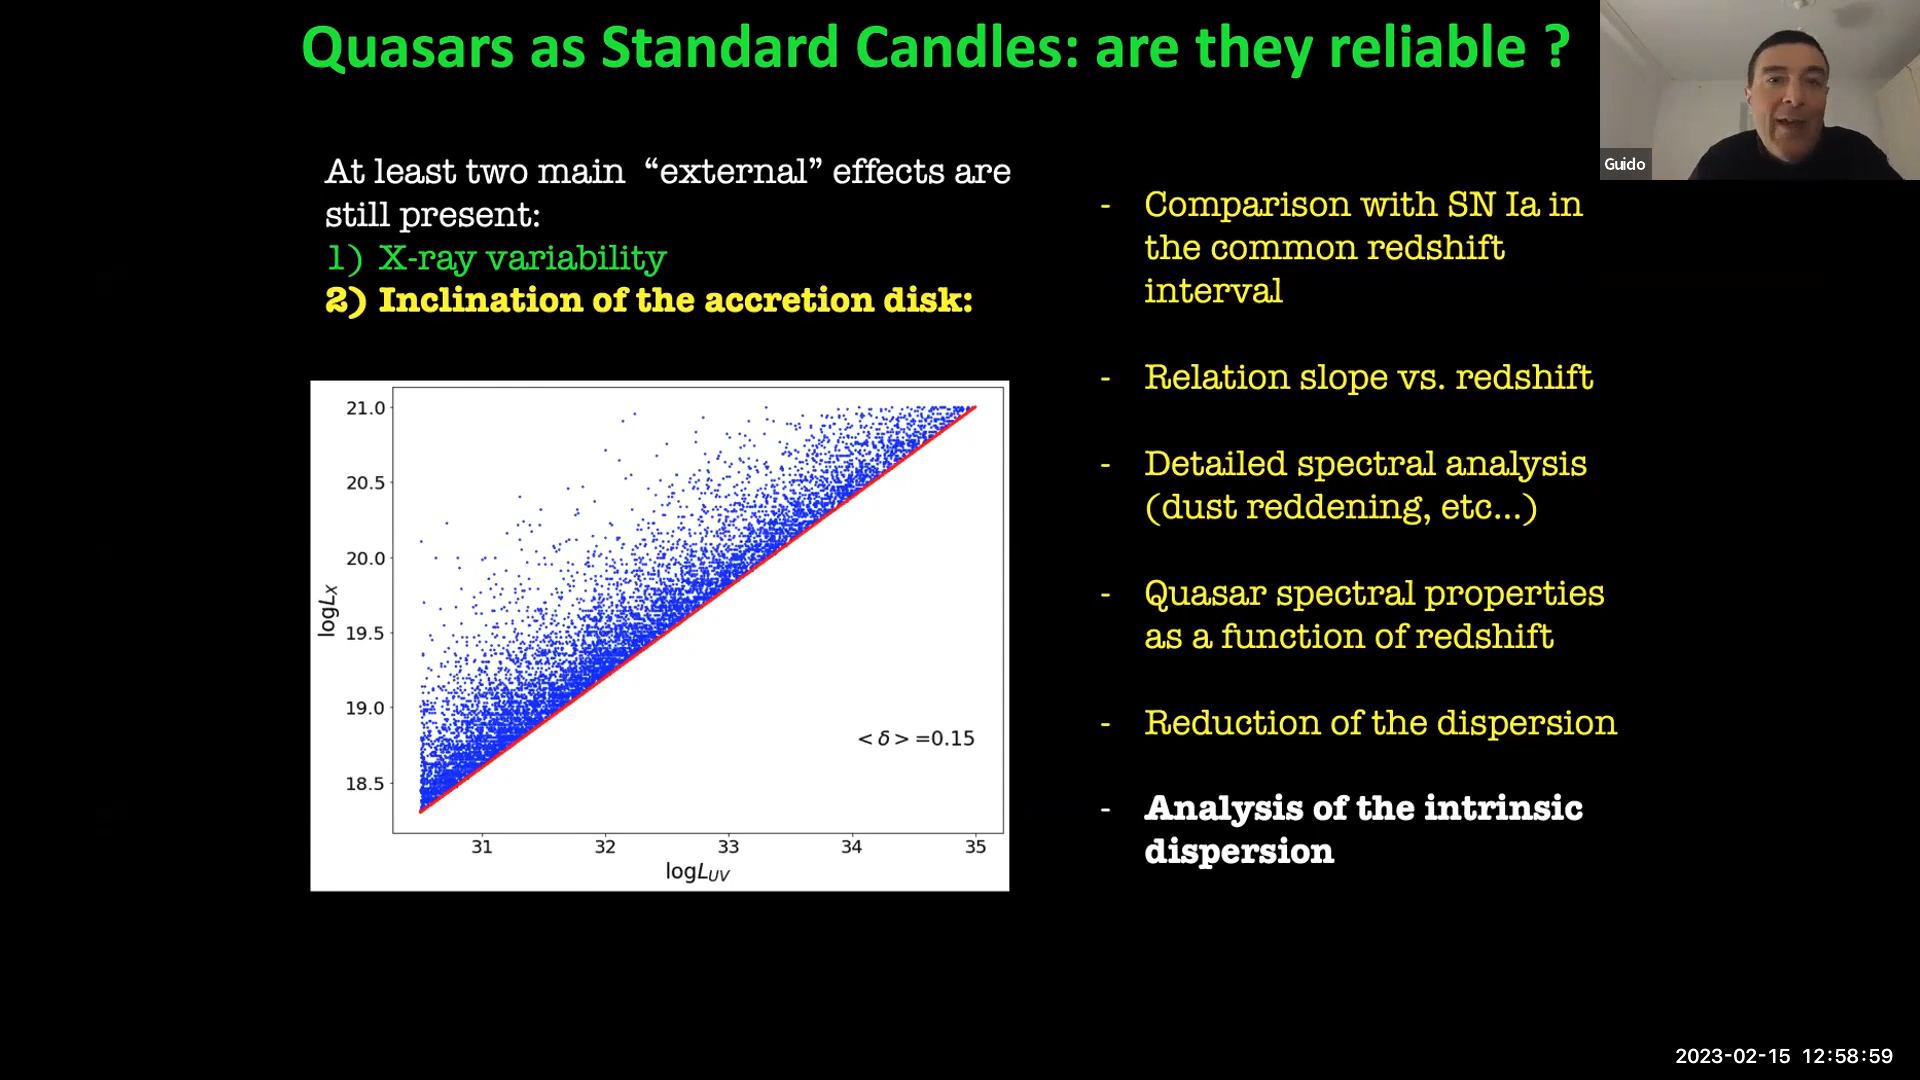 Quasars as Standard Candles: are they reliable ?
Guido
At least two main “external” effects are
still present:
1) X-ray variability
2) Inclination of the accretion disk:
21.0
20.5
20.0
19.5
19.0
18.5
logLX
31
32
33
34
35
logLUV
< δ > =0.15
- Comparison with SN Ia in
the common redshift
interval
- Relation slope vs. redshift
- Detailed spectral analysis
(dust reddening, etc...)
- Quasar spectral properties
as a function of redshift
- Reduction of the dispersion
- Analysis of the intrinsic
dispersion
2023-02-15 12:58:59